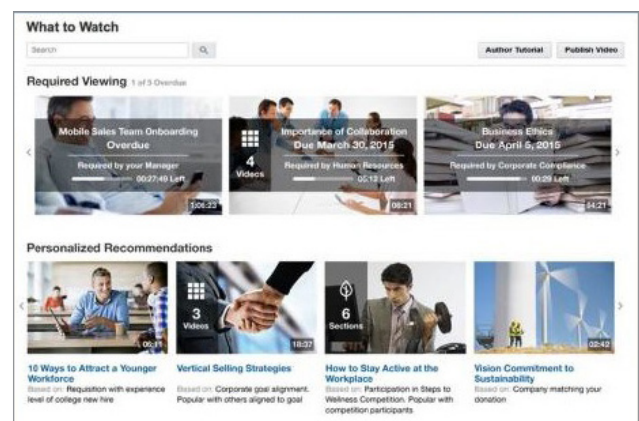 What to Watch
Search
Author Tutorial
Publish Video
Required Viewing 1 of 5 Overdue
Mobile Sales Team Onboarding
Overdue
Required by your Manager
00:27:49 Left
1:06:23
4
Videos
Importance of Collaboration
Due March 30, 2015
Required by Human Resources
05:12 Left
06:21
Business Ethics
Due April 5, 2015
Required by Corporate Compliance
00:29 Left
04:21
Personalized Recommendations
06:11
10 Ways to Attract a Younger
Workforce
Based on: Requisition with experience
level of college new hire
3
Videos
18:37
Vertical Selling Strategies
Based on: Corporate goal alignment.
Popular with others aligned to goal
6
Sections
How to Stay Active at the
Workplace
Based on: Participation in Steps to
Wellness Competition. Popular with
competition participants
02:42
Vision Commitment to
Sustainability
Based on: Company matching your
donation